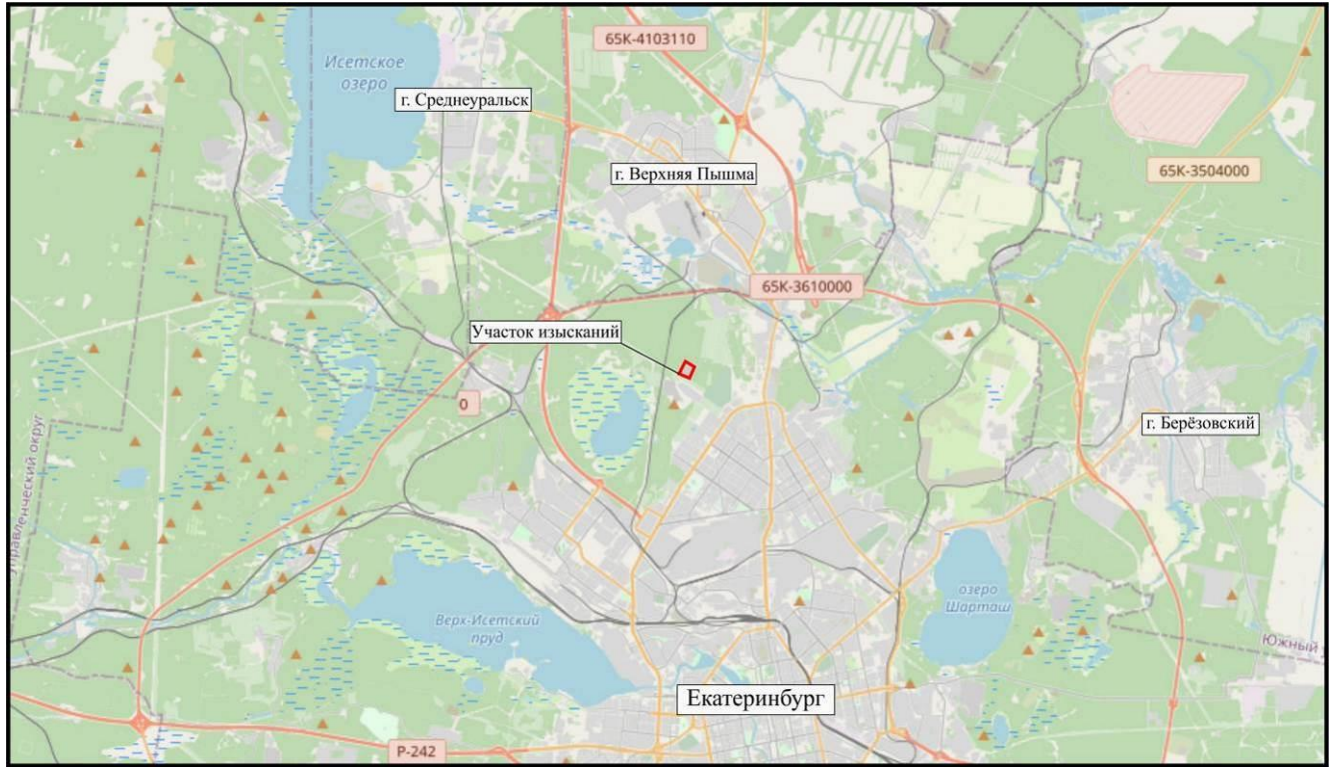 65К-4103110
Исетское
озеро
г. Среднеуральск
г. Верхняя Пышма
65К-3504000
65К-3610000
Участок изысканий
0
г. Берёзовский
управленческий округ
озеро
Шарташ
Верх-Исетский
пруд
Южный
Екатеринбург
Р-242